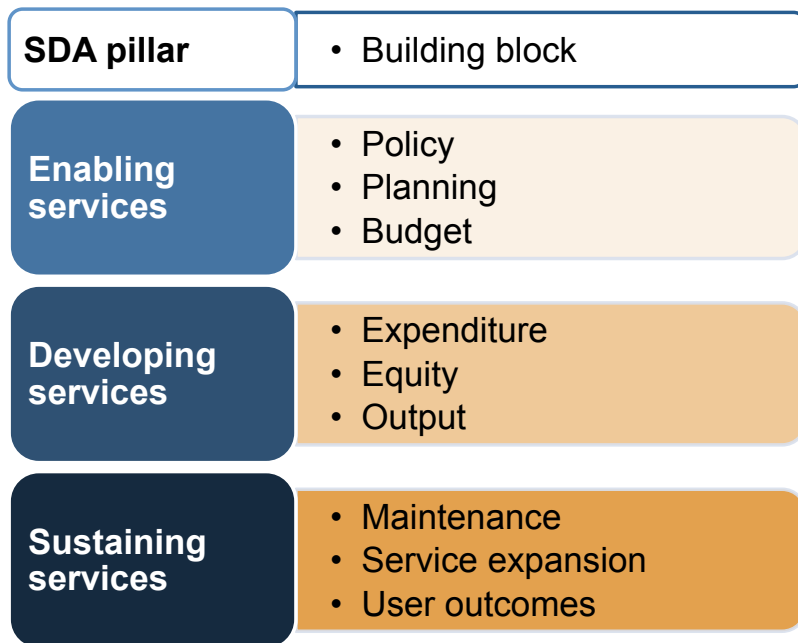 SDA pillar
• Building block
Enabling
services
• Policy
• Planning
• Budget
Developing
services
• Expenditure
• Equity
• Output
Sustaining
services
• Maintenance
• Service expansion
• User outcomes